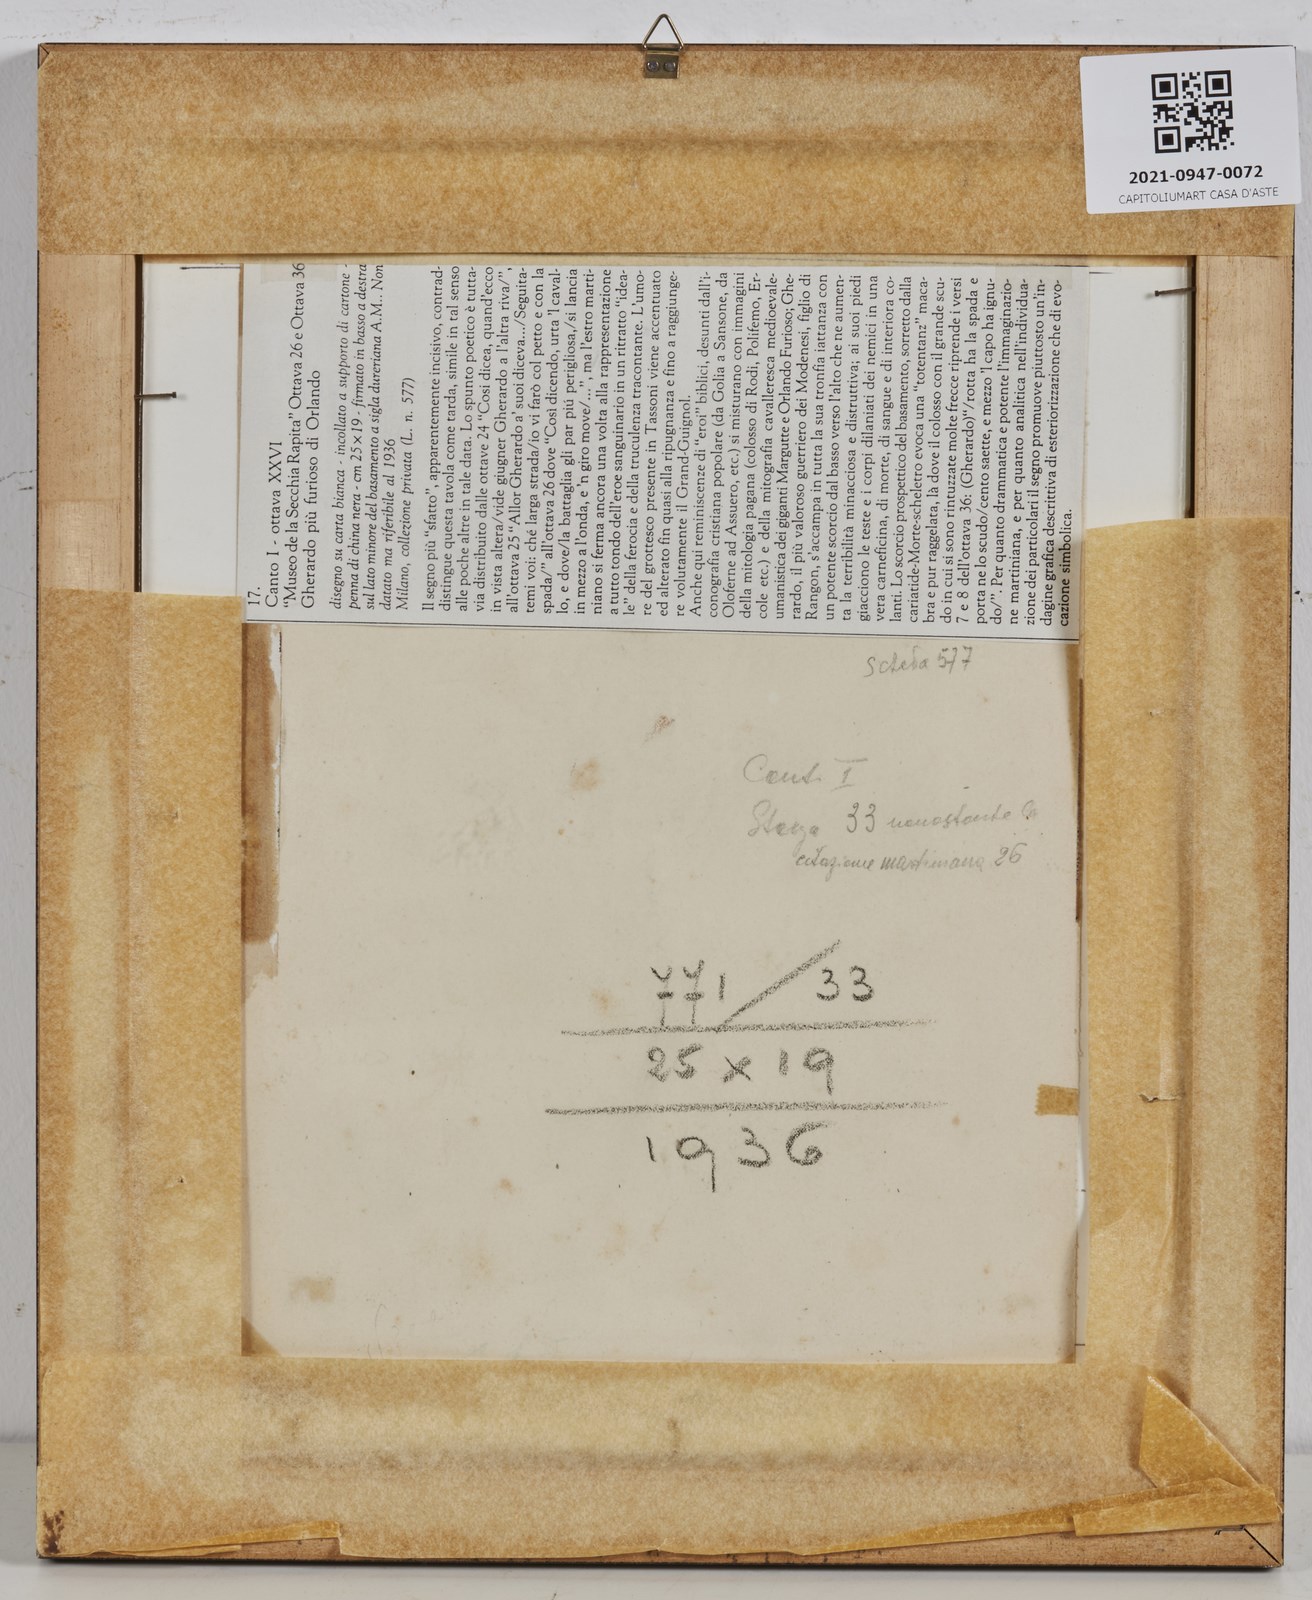 2021-0947-0072
CAPITOLIUMART CASA D'ASTE
17.
Canto I - ottava XXVI
"Museo de la Secchia Rapita" Ottava 26 e Ottava 36
Gherardo più furioso di Orlando
disegno su carta bianca - incollato a supporto di cartone -
penna di china nera - cm 25 × 19 - firmato in basso a destra
sul lato minore del basamento a sigla dureriana A.M.. Non
datato ma riferibile al 1936
Milano, collezione privata (L. n. 577)
Il segno più "sfatto", apparentemente incisivo, contrad-
distingue questa tavola come tarda, simile in tal senso
alle poche altre in tale data. Lo spunto poetico è tutta-
via distribuito dalle ottave 24 "Così dicea, quand'ecco
in vista altera/vide giugner Gherardo a l'altra riva/",
all'ottava 25 "Allor Gherardo a' suoi diceva.../Seguita-
temi voi: ché larga strada/io vi farò col petto e con la
spada/" all'ottava 26 dove "Così dicendo, urta 'l caval-
lo, e dove/la battaglia gli par più perigliosa,/si lancia
in mezzo a l'onda, e 'n giro move/...", ma l'estro marti-
niano si ferma ancora una volta alla rappresentazione
a tutto tondo dell'eroe sanguinario in un ritratto "idea-
le" della ferocia e della truculenza tracontante. L'umo-
re del grottesco presente in Tassoni viene accentuato
ed alterato fin quasi alla ripugnanza e fino a raggiunge-
re volutamente il Grand-Guignol.
Anche qui reminiscenze di "eroi" biblici, desunti dall'i-
conografia cristiana popolare (da Golia a Sansone, da
Oloferne ad Assuero, etc.) si misturano con immagini
della mitologia pagana (colosso di Rodi, Polifemo, Er-
cole etc.) e della mitografia cavalleresca medioevale-
umanistica dei giganti Margutte e Orlando Furioso; Ghe-
rardo, il più valoroso guerriero dei Modenesi, figlio di
Rangon, s'accampa in tutta la sua tronfia iattanza con
un potente scorcio dal basso verso l'alto che ne aumen-
ta la terribilità minacciosa e distruttiva; ai suoi piedi
giacciono le teste e i corpi dilaniati dei nemici in una
vera carneficina, di morte, di sangue e di interiora co-
lanti. Lo scorcio prospettico del basamento, sorretto dalla
cariatide-Morte-scheletro evoca una "totentanz" maca-
bra e pur raggelata, là dove il colosso con il grande scu-
do in cui si sono rintuzzate molte frecce riprende i versi
7 e 8 dell'ottava 36: (Gherardo)"/rotta ha la spada e
porta ne lo scudo/cento saette, e mezzo 'l capo ha ignu-
do/". Per quanto drammatica e potente l'immaginazio-
ne martiniana, e per quanto analitica nell'individua-
zione dei particolari il segno promuove piuttosto un'in-
dagine grafica descrittiva di esteriorizzazione che di evo-
cazione simbolica.
Scheda 577
Cant. I
Stanza 33 nonostante la
citazione martiniana 26
771 / 33
25 x 19
1936